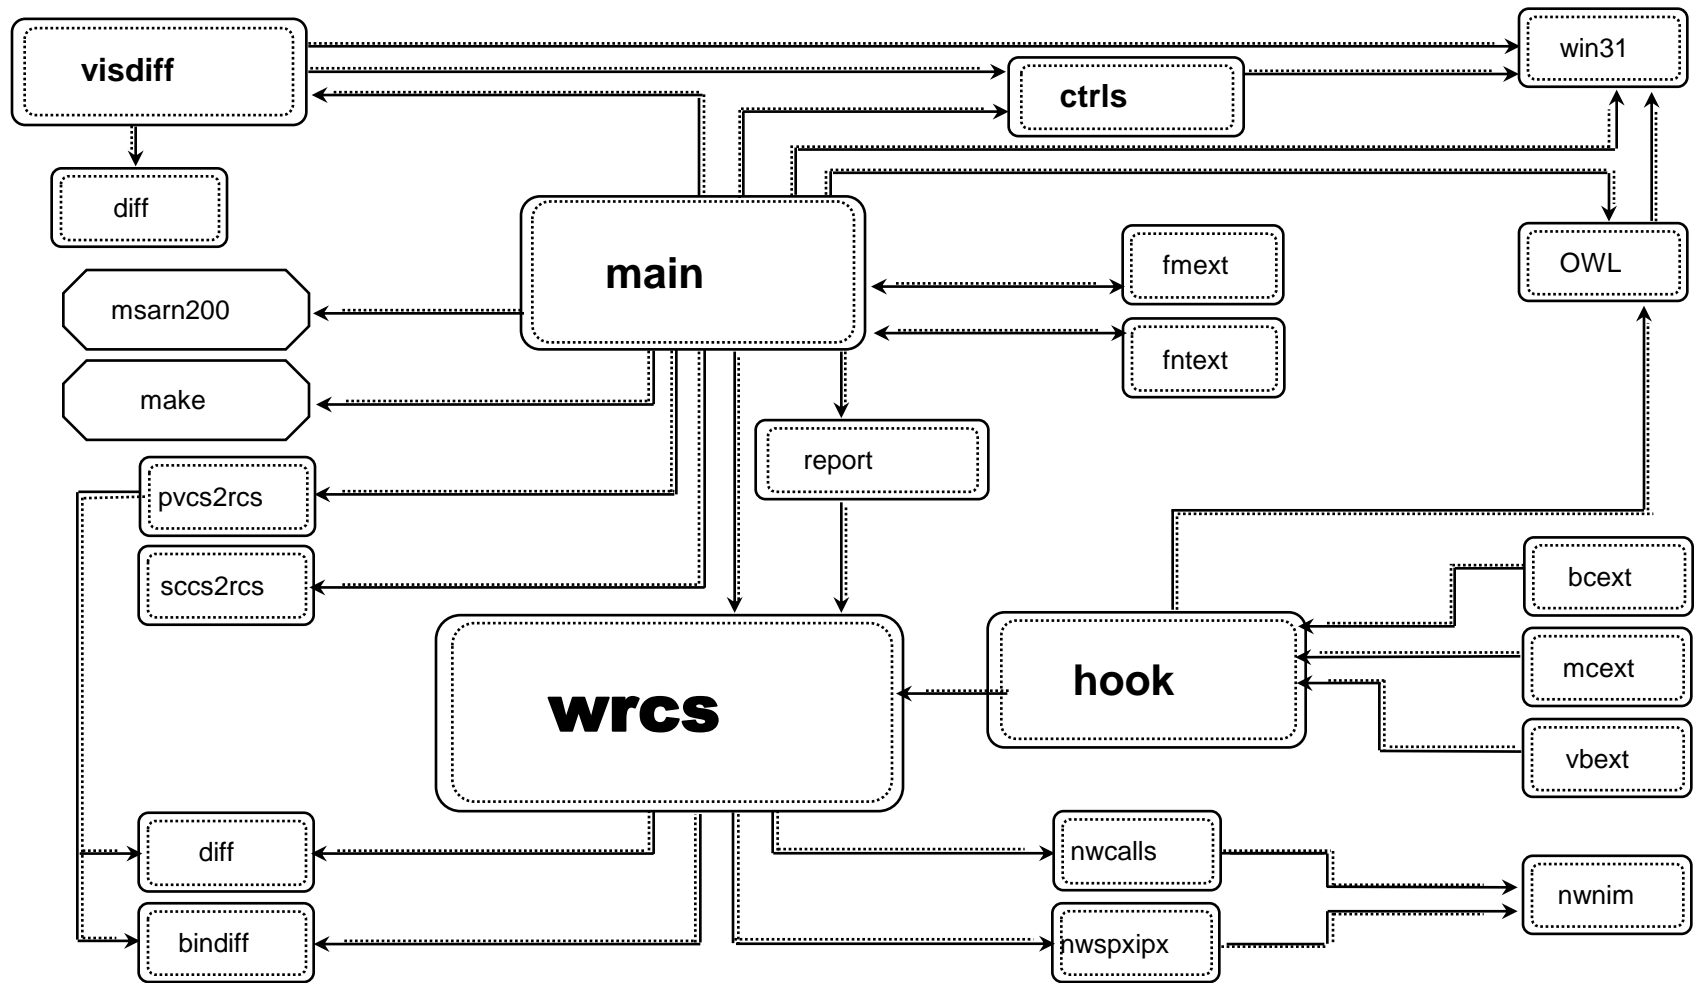 visdiff
win31
ctrls
diff
main
fmext
OWL
msarn200
fntext
make
report
pvcs2rcs
sccs2rcs
bcext
mcext
hook
wrcs
vbext
diff
nwcalls
nwnim
bindiff
nwspxipx